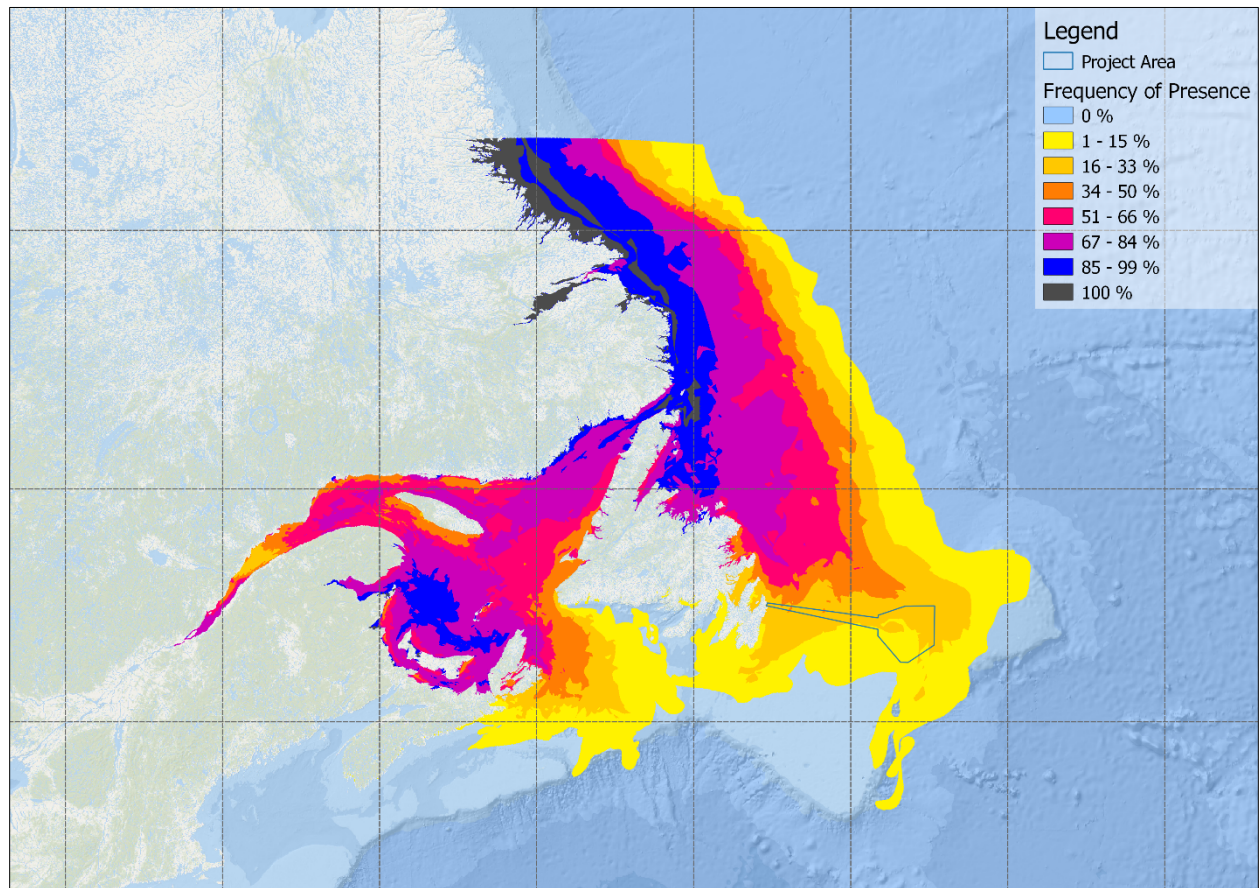 Legend
Project Area
Frequency of Presence
0 %
1 - 15 %
16 - 33 %
34 - 50 %
51 - 66 %
67 - 84 %
85 - 99 %
100 %